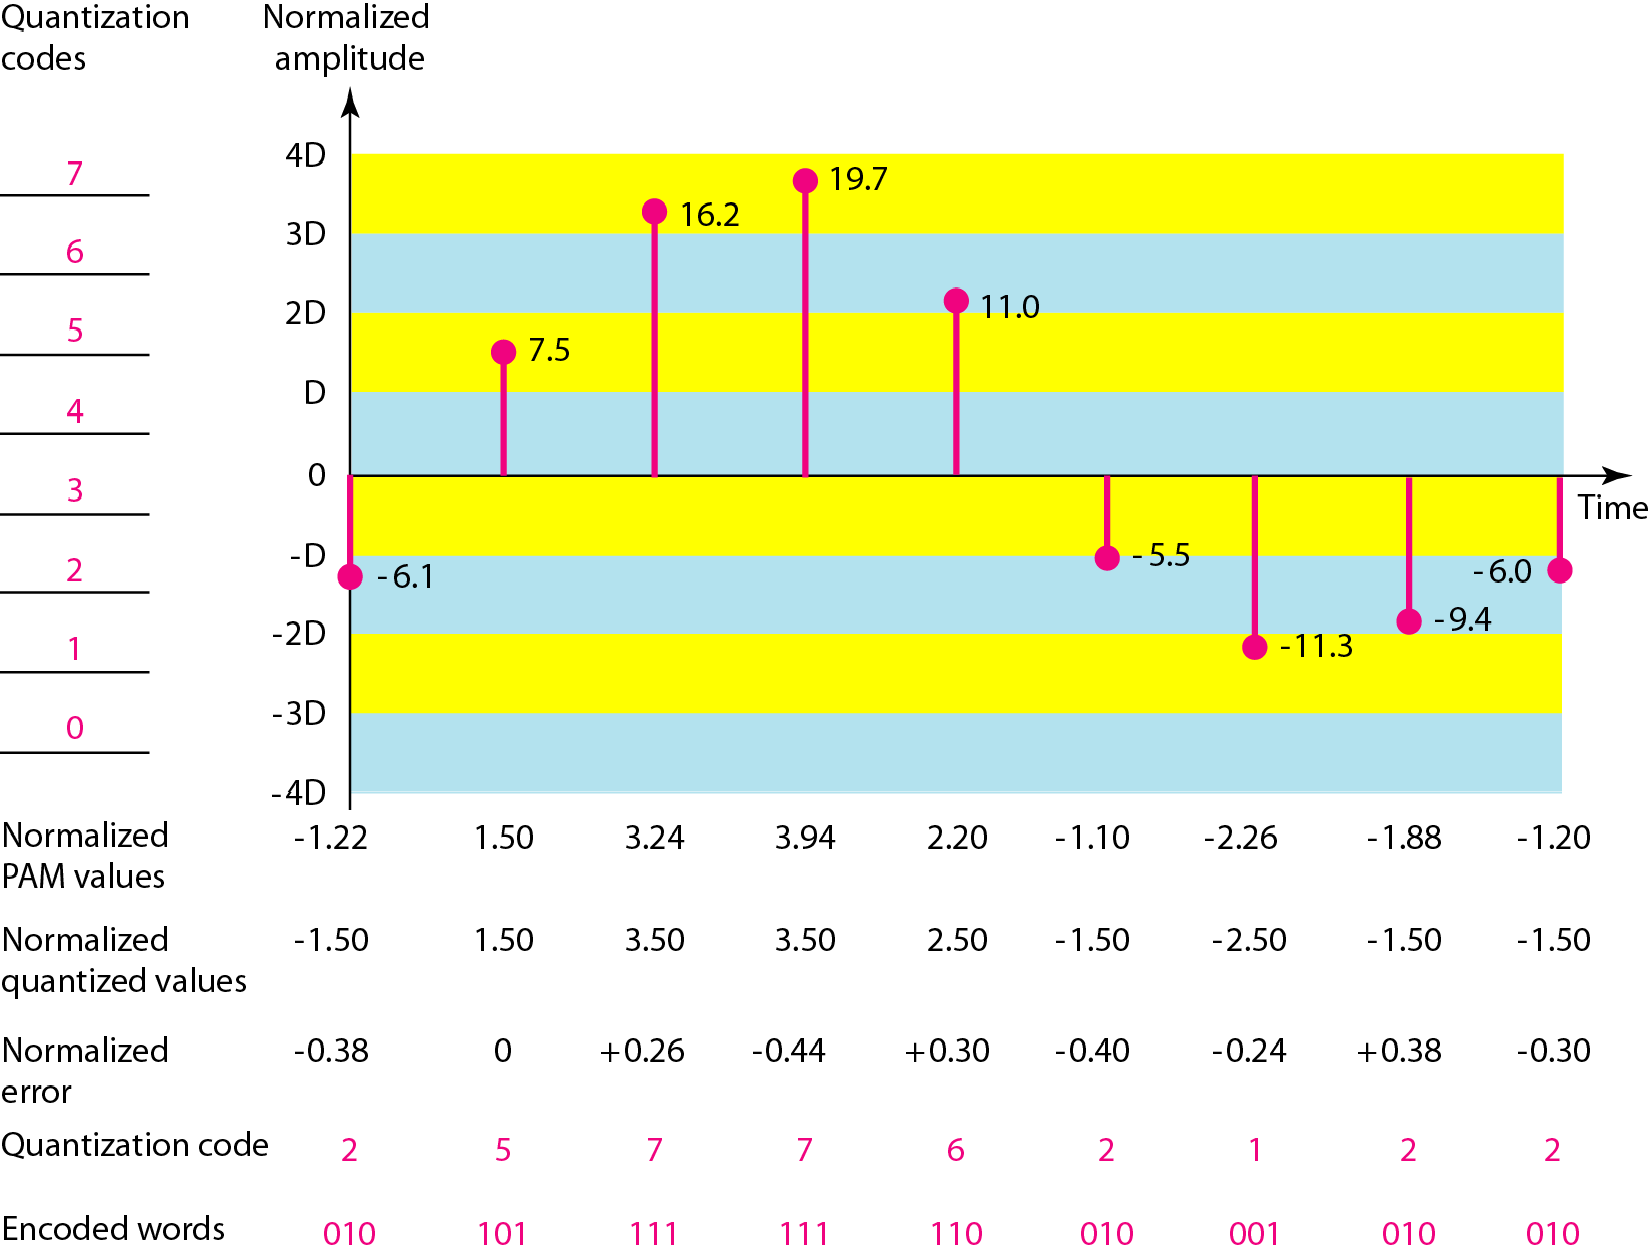 Quantization
codes
Normalized
amplitude
7
6
5
4
3
2
1
0
4D
3D
2D
D
0
-D
-2D
-3D
-4D
19.7
16.2
11.0
7.5
Time
-6.1
-5.5
-6.0
-9.4
-11.3
Normalized
PAM values
-1.22 1.50 3.24 3.94 2.20 -1.10 -2.26 -1.88 -1.20
Normalized
quantized values
-1.50 1.50 3.50 3.50 2.50 -1.50 -2.50 -1.50 -1.50
Normalized
error
-0.38 0 +0.26 -0.44 +0.30 -0.40 -0.24 +0.38 -0.30
Quantization code 2 5 7 7 6 2 1 2 2
Encoded words 010 101 111 111 110 010 001 010 010